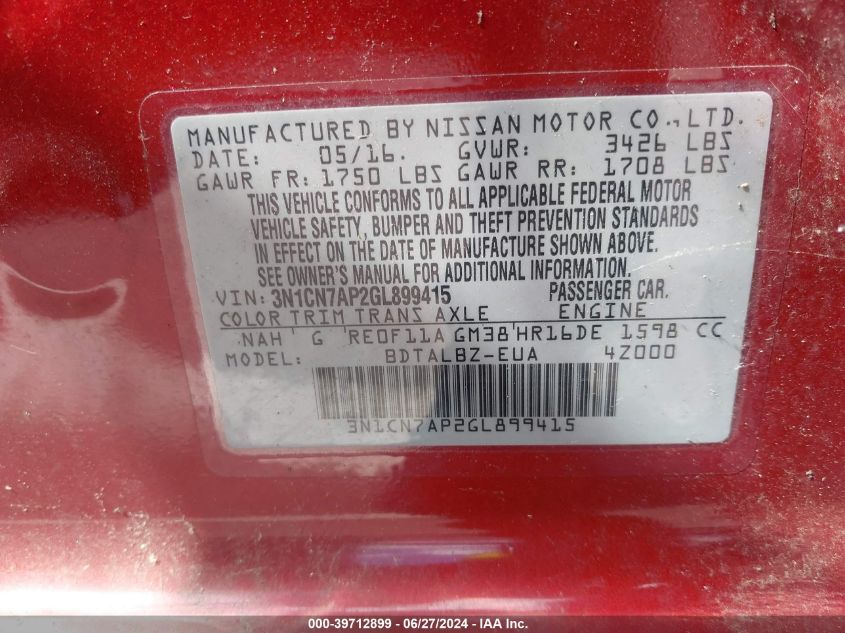 MANUFACTURED BY NISSAN MOTOR CO.,LTD.
DATE: 05/16. GVWR: 3426 LBS
GAWR FR: 1750 LBS GAWR RR: 1708 LBS
THIS VEHICLE CONFORMS TO ALL APPLICABLE FEDERAL MOTOR
VEHICLE SAFETY, BUMPER AND THEFT PREVENTION STANDARDS
IN EFFECT ON THE DATE OF MANUFACTURE SHOWN ABOVE.
SEE OWNER'S MANUAL FOR ADDITIONAL INFORMATION.
VIN: 3N1CN7AP2GL899415 PASSENGER CAR.
COLOR TRIM TRANS AXLE ENGINE
NAH G RE0F11A GM38 HR16DE 1598 CC
MODEL: BDTALBZ-EUA 4Z000
3N1CN7AP2GL899415
000-39712899 - 06/27/2024 - IAA Inc.